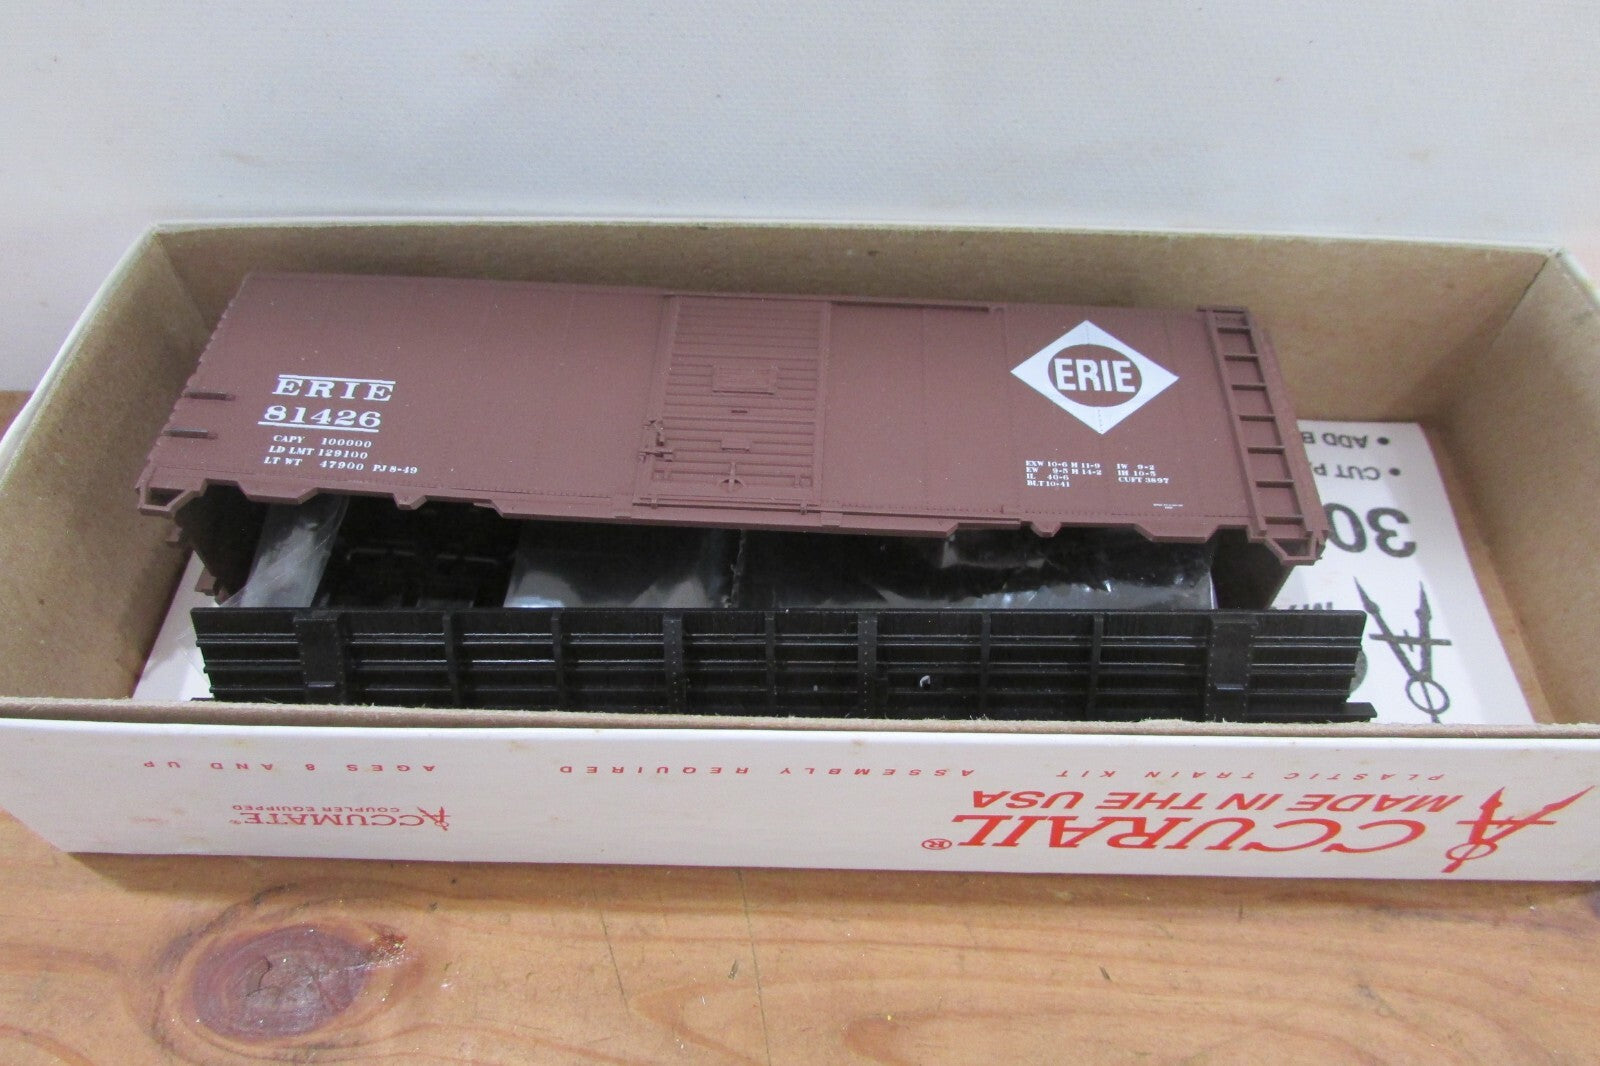 ERIE
81426
CAPY 100000
LD LMT 129100
LT WT 47900 PJ 8-49
ERIE
EXW 10-6 H 11-9 IW 9-2
EW 9-5 H 14-2 IH 10-5
IL 40-6 CUFT 3897
BLT 10-41
• ADD B
• CUT P
30
ACCURAIL®
MADE IN THE USA
PLASTIC TRAIN KIT ASSEMBLY REQUIRED AGES 8 AND UP
ACCUMATE®
COUPLER EQUIPPED